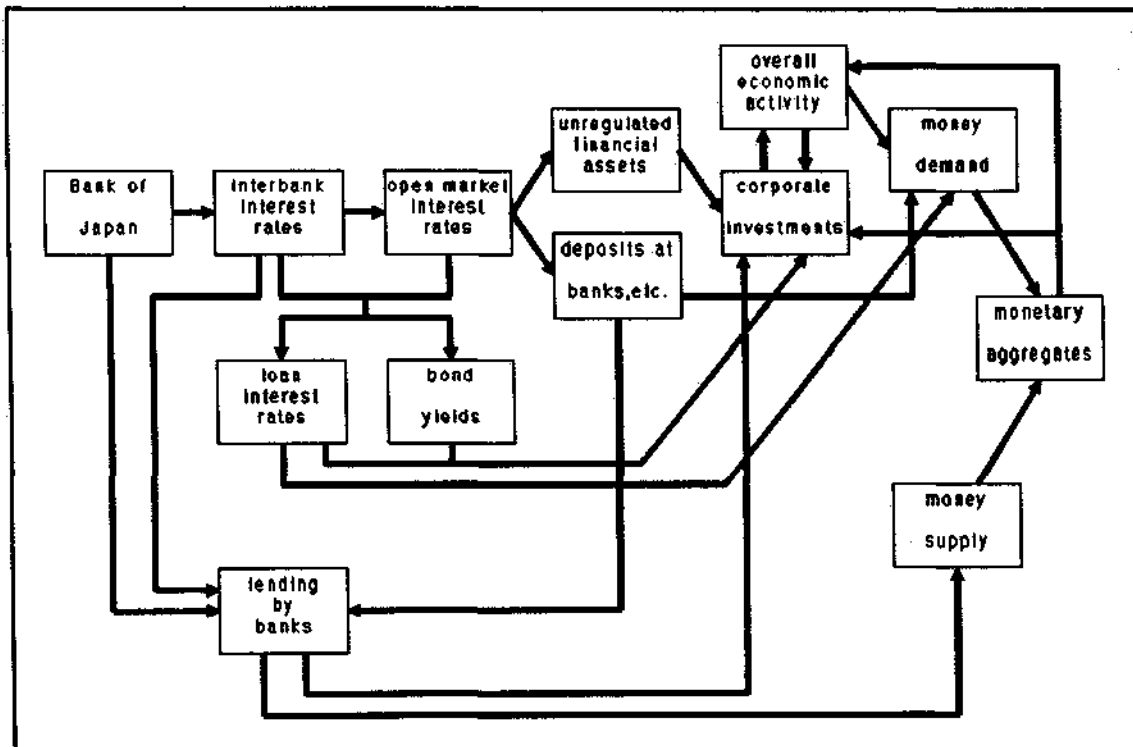 overall
economic
activity
unregulated
financial
assets
money
demand
Bank of
Japan
interbank
interest
rates
open market
interest
rates
corporate
investments
deposits at
banks,etc.
monetary
aggregates
loan
interest
rates
bond
yields
money
supply
lending
by
banks